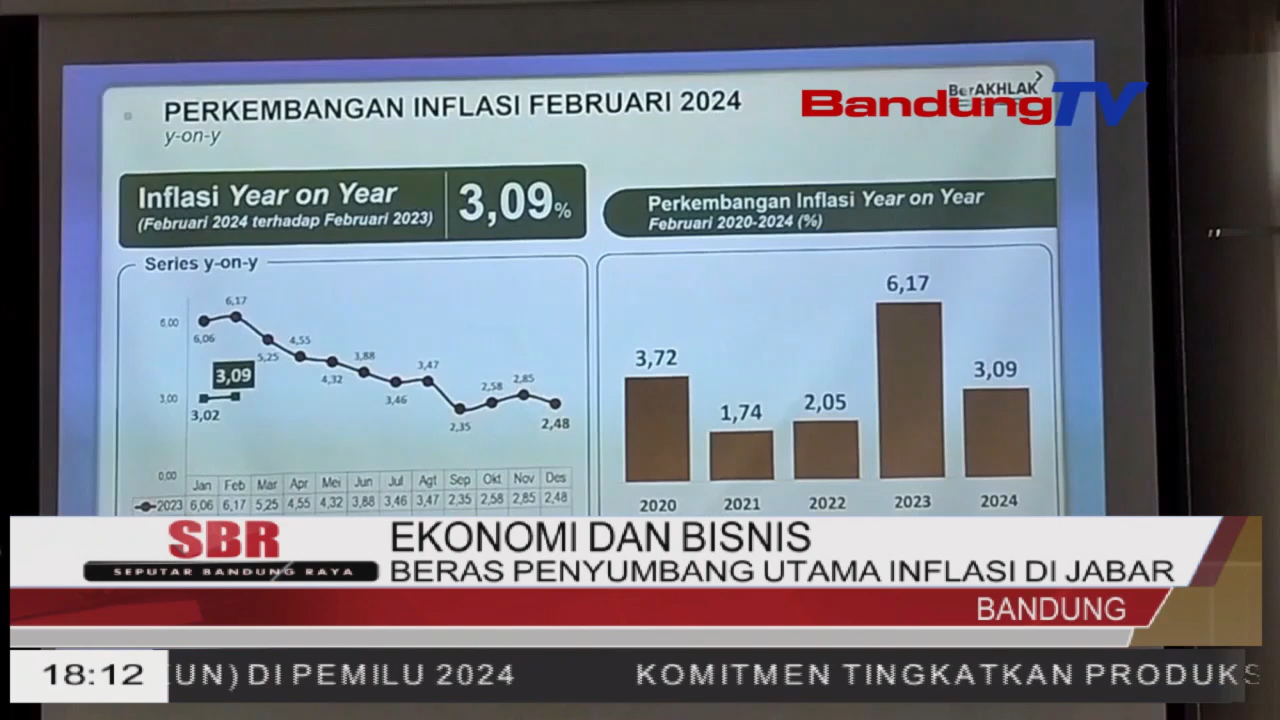 PERKEMBANGAN INFLASI FEBRUARI 2024
y-on-y
BerAKHLAK
BandungTV
Inflasi Year on Year
(Februari 2024 terhadap Februari 2023)
3,09%
Perkembangan Inflasi Year on Year
Februari 2020-2024 (%)
Series y-on-y
6,00
3,00
0,00
6,06
6,17
5,25
4,55
4,32
3,88
3,46
3,47
2,35
2,58
2,85
2,48
3,09
3,02
Jan Feb Mar Apr Mei Jun Jul Agt Sep Okt Nov Des
2023 6,06 6,17 5,25 4,55 4,32 3,88 3,46 3,47 2,35 2,58 2,85 2,48
3,72
1,74
2,05
6,17
3,09
2020 2021 2022 2023 2024
SBR
SEPUTAR BANDUNG RAYA
EKONOMI DAN BISNIS
BERAS PENYUMBANG UTAMA INFLASI DI JABAR
BANDUNG
18:12
UN) DI PEMILU 2024 KOMITMEN TINGKATKAN PRODUKS